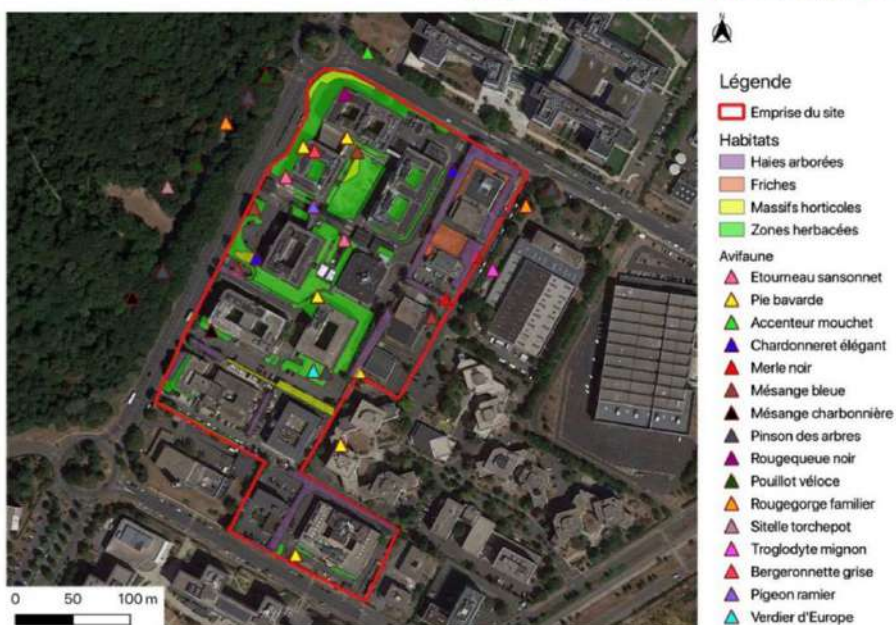 Légende
Emprise du site
Habitats
Haies arborées
Friches
Massifs horticoles
Zones herbacées
Avifaune
Etourneau sansonnet
Pie bavarde
Accenteur mouchet
Chardonneret élégant
Merle noir
Mésange bleue
Mésange charbonnière
Pinson des arbres
Rougequeue noir
Pouillot véloce
Rougegorge familier
Sitelle torchepot
Troglodyte mignon
Bergeronnette grise
Pigeon ramier
Verdier d'Europe
0 50 100 m